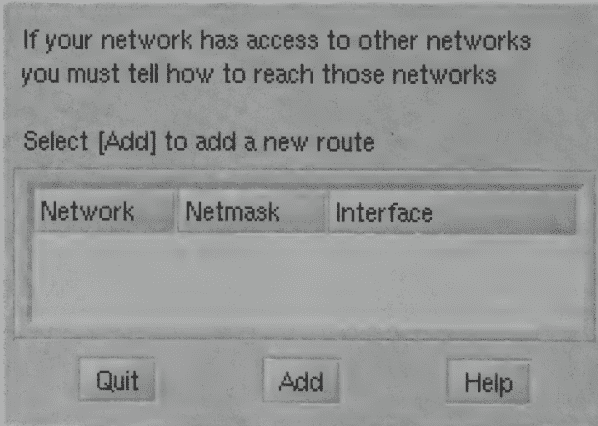 If your network has access to other networks
you must tell how to reach those networks
Select [Add] to add a new route
Network Netmask Interface
Quit Add Help